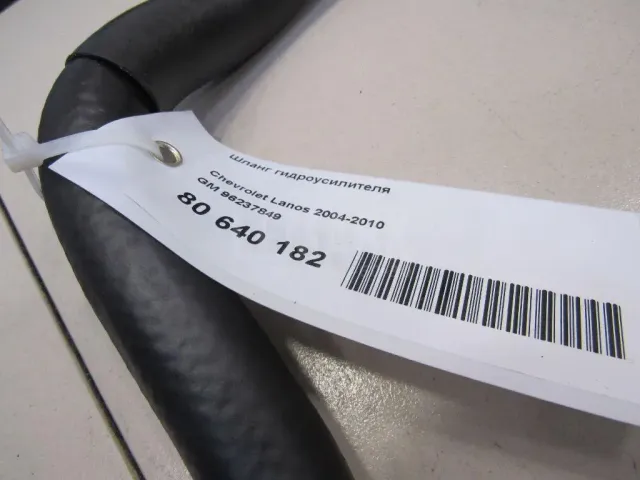 Шланг гидроусилителя
Chevrolet Lanos 2004-2010
GM 96237849
80 640 182